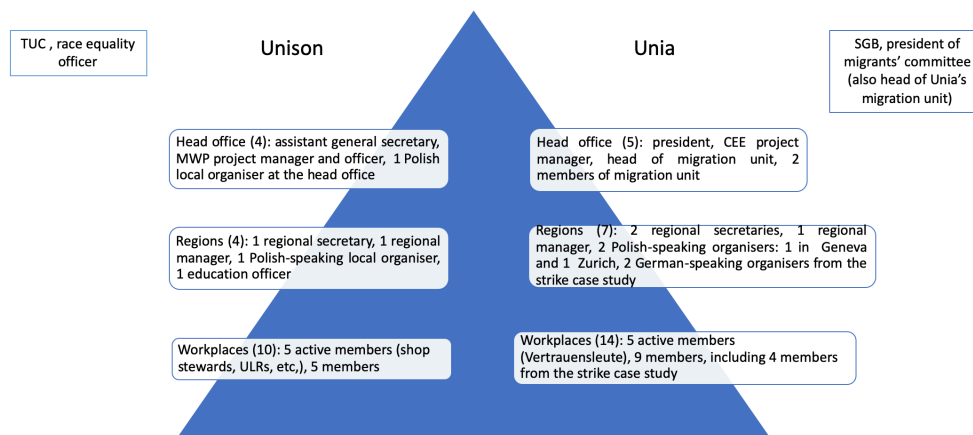 TUC , race equality
officer
Unison
Unia
SGB, president of
migrants’ committee
(also head of Unia’s
migration unit)
Head office (4): assistant general secretary,
MWP project manager and officer, 1 Polish
local organiser at the head office
Head office (5): president, CEE project
manager, head of migration unit, 2
members of migration unit
Regions (4): 1 regional secretary, 1 regional
manager, 1 Polish-speaking local organiser,
1 education officer
Regions (7): 2 regional secretaries, 1 regional
manager, 2 Polish-speaking organisers: 1 in Geneva
and 1 Zurich, 2 German-speaking organisers from the
strike case study
Workplaces (10): 5 active members (shop
stewards, ULRs, etc,), 5 members
Workplaces (14): 5 active members
(Vertrauensleute), 9 members, including 4 members
from the strike case study